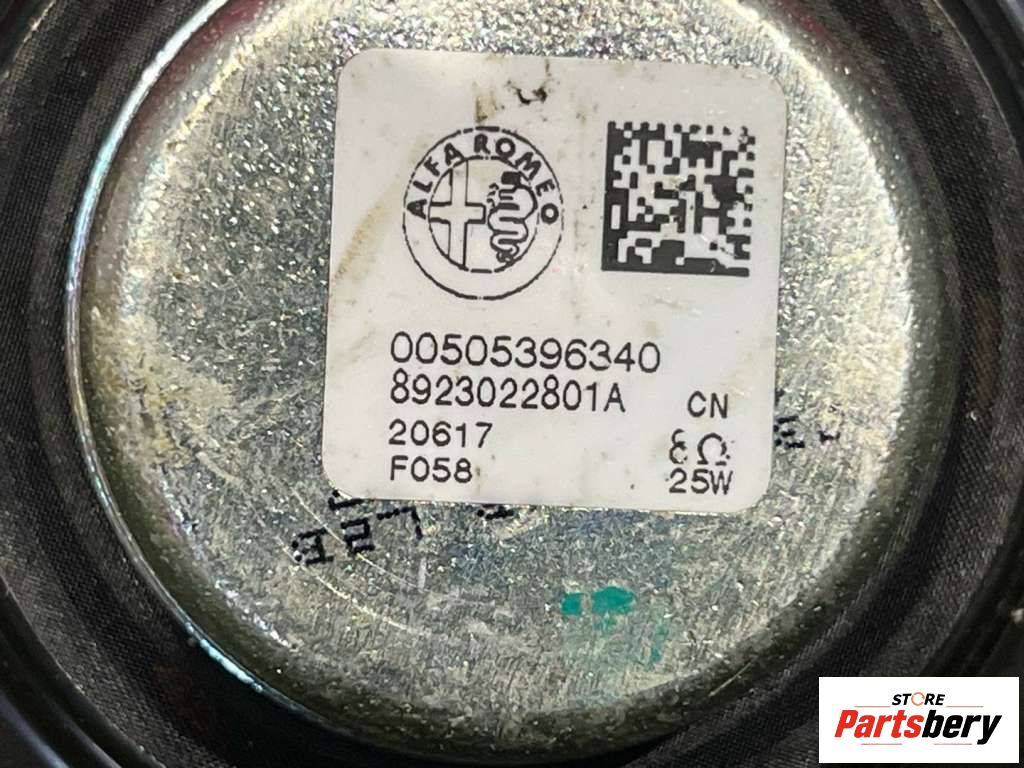 ALFA ROMEO
00505396340
8923022801A
CN
20617
8Ω
F058
25W
STORE
Partsbery